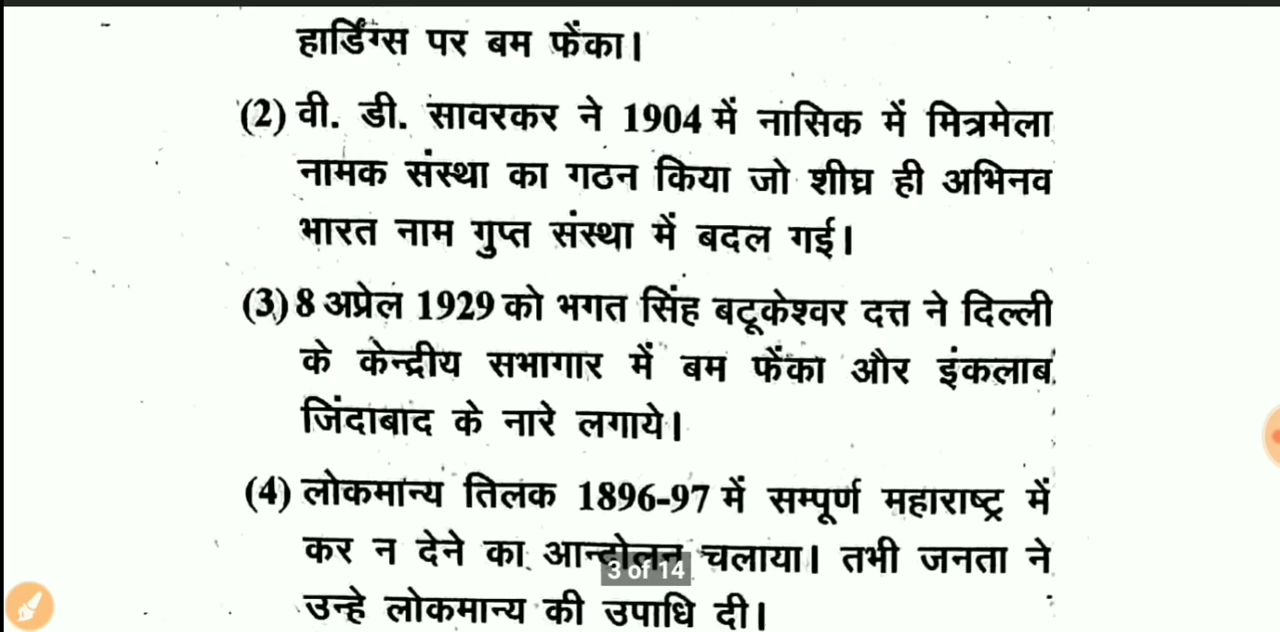 हार्डिंग्स पर बम फेंका।
(2) वी. डी. सावरकर ने 1904 में नासिक में मित्रमेला
नामक संस्था का गठन किया जो शीघ्र ही अभिनव
भारत नाम गुप्त संस्था में बदल गई।
(3) 8 अप्रेल 1929 को भगत सिंह बटूकेश्वर दत्त ने दिल्ली
के केन्द्रीय सभागार में बम फेंका और इंकलाब
जिंदाबाद के नारे लगाये।
(4) लोकमान्य तिलक 1896-97 में सम्पूर्ण महाराष्ट्र में
कर न देने का आन्दोलन चलाया। तभी जनता ने
3 of 14
उन्हे लोकमान्य की उपाधि दी।